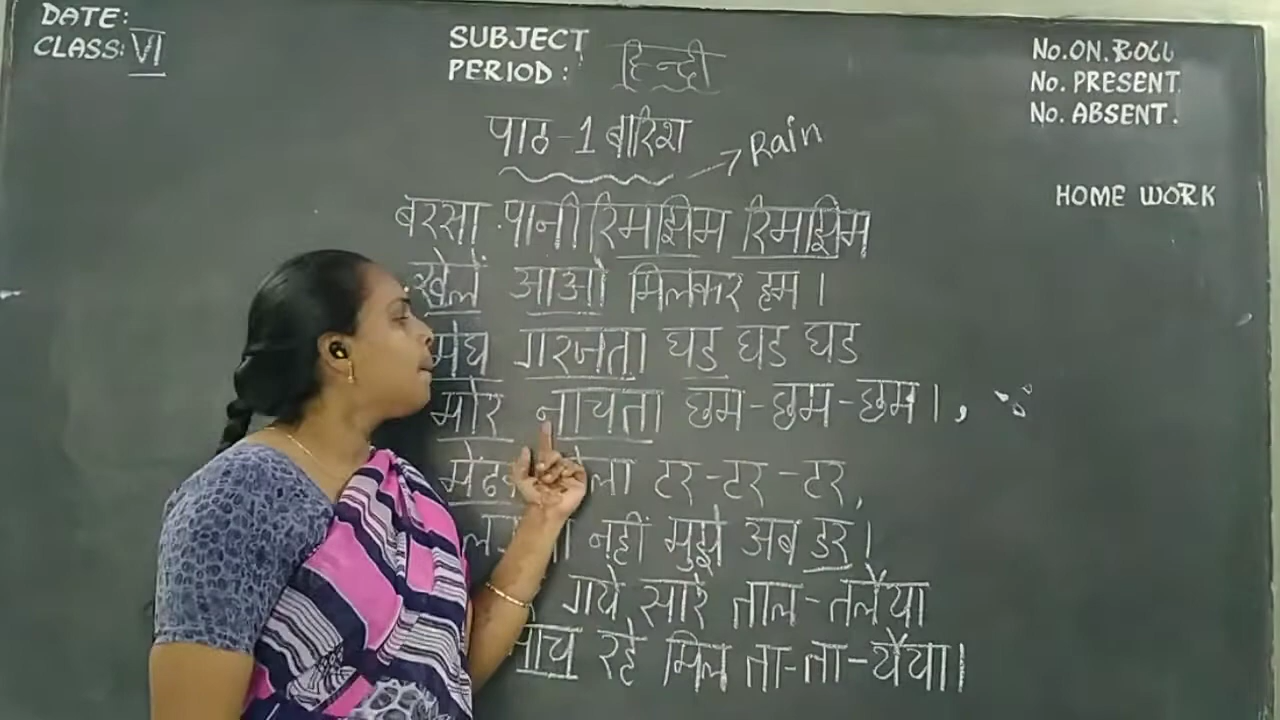 DATE:
CLASS: VI
SUBJECT
PERIOD:
हिन्दी
No. ON. ROLL
No. PRESENT.
No. ABSENT.
HOME WORK
पाठ - 1 बारिश → Rain
बरसा पानी रिमझिम रिमझिम
खेलें आओ मिलकर हम।
मेघ गरजता घड घड घड
मोर नाचता छम-छम-छम।,
टर-टर-टर,
नहीं मुझे अब डर।
गये सारे ताल-तलैया
नाच रहे मिल ता-ता-थैया।